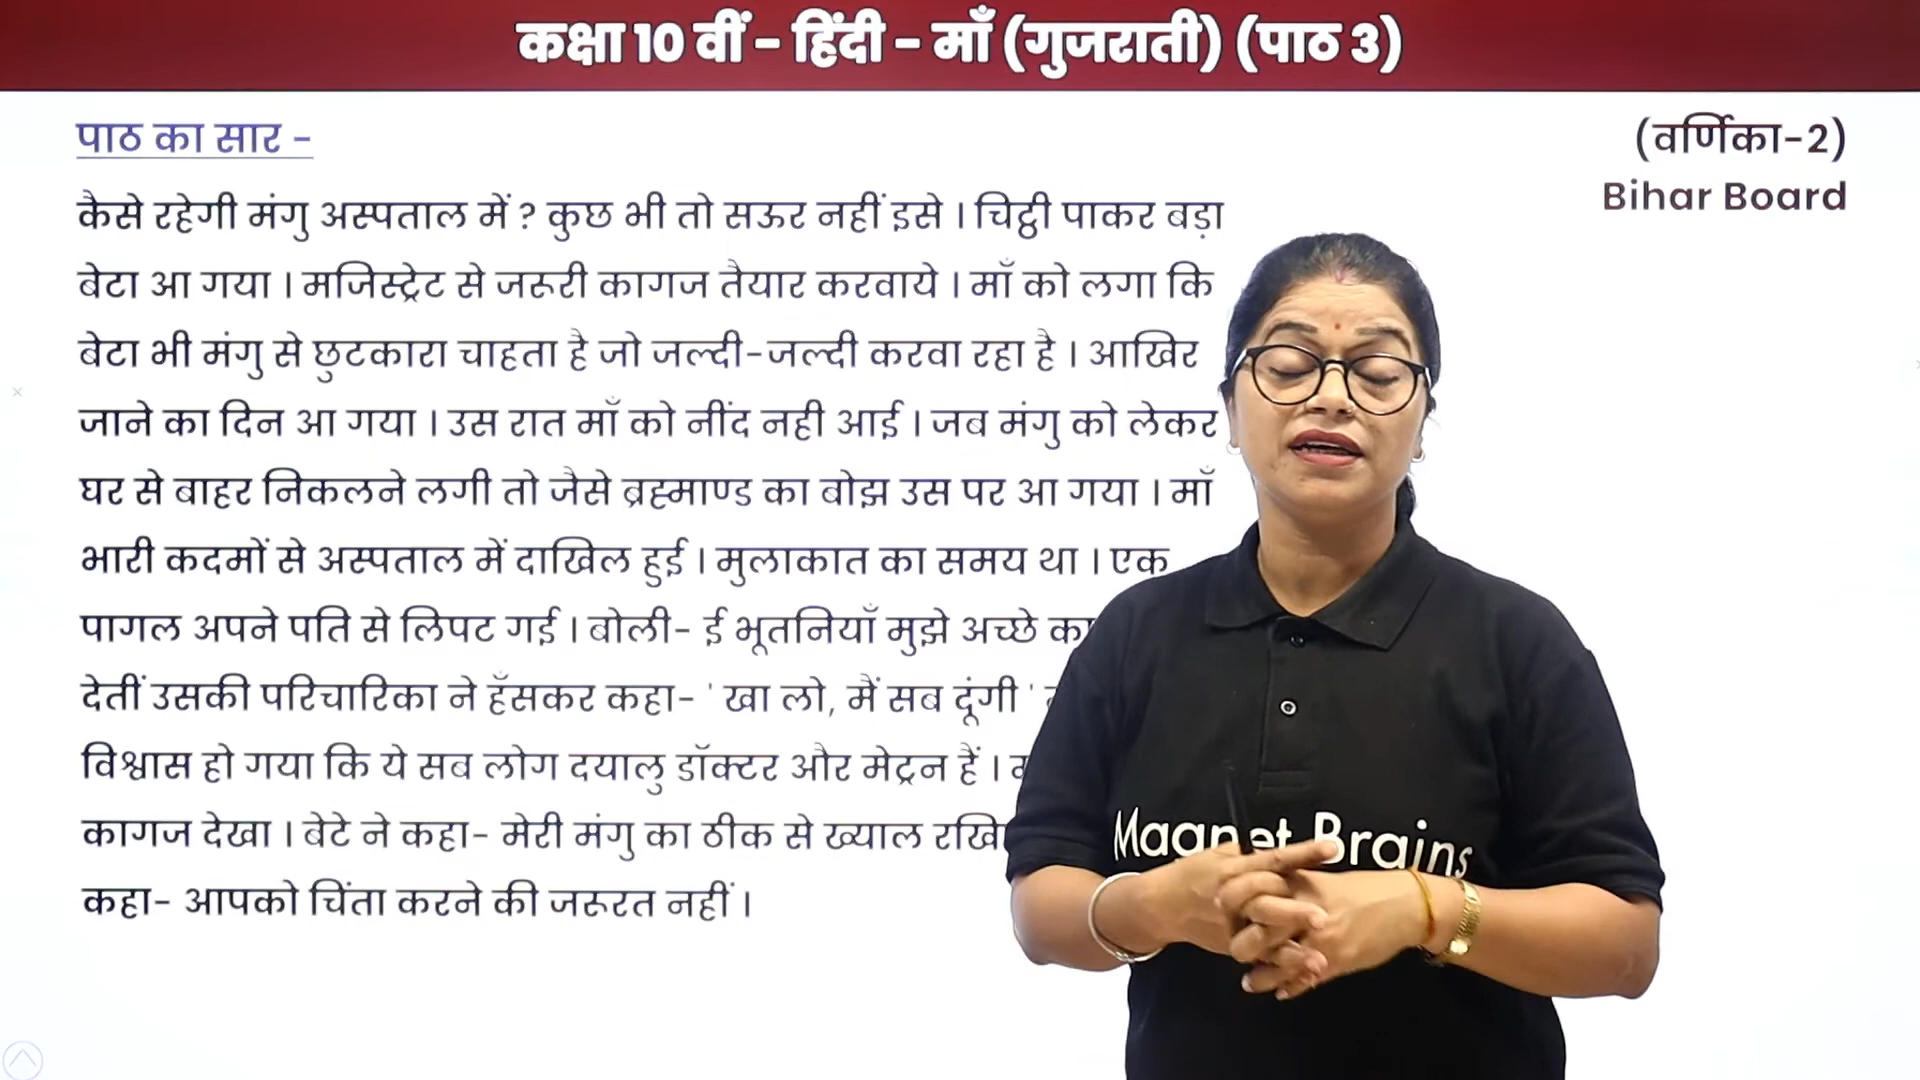 कक्षा 10 वीं - हिंदी - माँ (गुजराती) (पाठ 3)
पाठ का सार -
(वर्णिका-2)
Bihar Board
कैसे रहेगी मंगु अस्पताल में ? कुछ भी तो सऊर नहीं इसे । चिट्ठी पाकर बड़ा
बेटा आ गया । मजिस्ट्रेट से जरूरी कागज तैयार करवाये । माँ को लगा कि
बेटा भी मंगु से छुटकारा चाहता है जो जल्दी-जल्दी करवा रहा है । आखिर
जाने का दिन आ गया । उस रात माँ को नींद नही आई । जब मंगु को लेकर
घर से बाहर निकलने लगी तो जैसे ब्रह्माण्ड का बोझ उस पर आ गया । माँ
भारी कदमों से अस्पताल में दाखिल हुई । मुलाकात का समय था । एक
पागल अपने पति से लिपट गई । बोली- ई भूतनियाँ मुझे अच्छे
देतीं उसकी परिचारिका ने हँसकर कहा- ' खा लो, मैं सब दूंगी '
विश्वास हो गया कि ये सब लोग दयालु डॉक्टर और मेट्रन हैं ।
कागज देखा । बेटे ने कहा- मेरी मंगु का ठीक से ख्याल
कहा- आपको चिंता करने की जरूरत नहीं ।
Magnet Brains